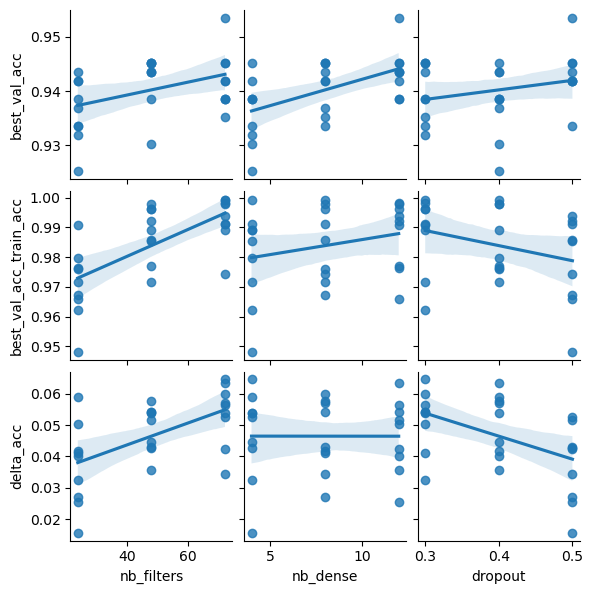 best_val_acc
0.95
0.94
0.93
best_val_acc_train_acc
1.00
0.99
0.98
0.97
0.96
0.95
delta_acc
0.06
0.05
0.04
0.03
0.02
40 60 5 10 0.3 0.4 0.5
nb_filters nb_dense dropout